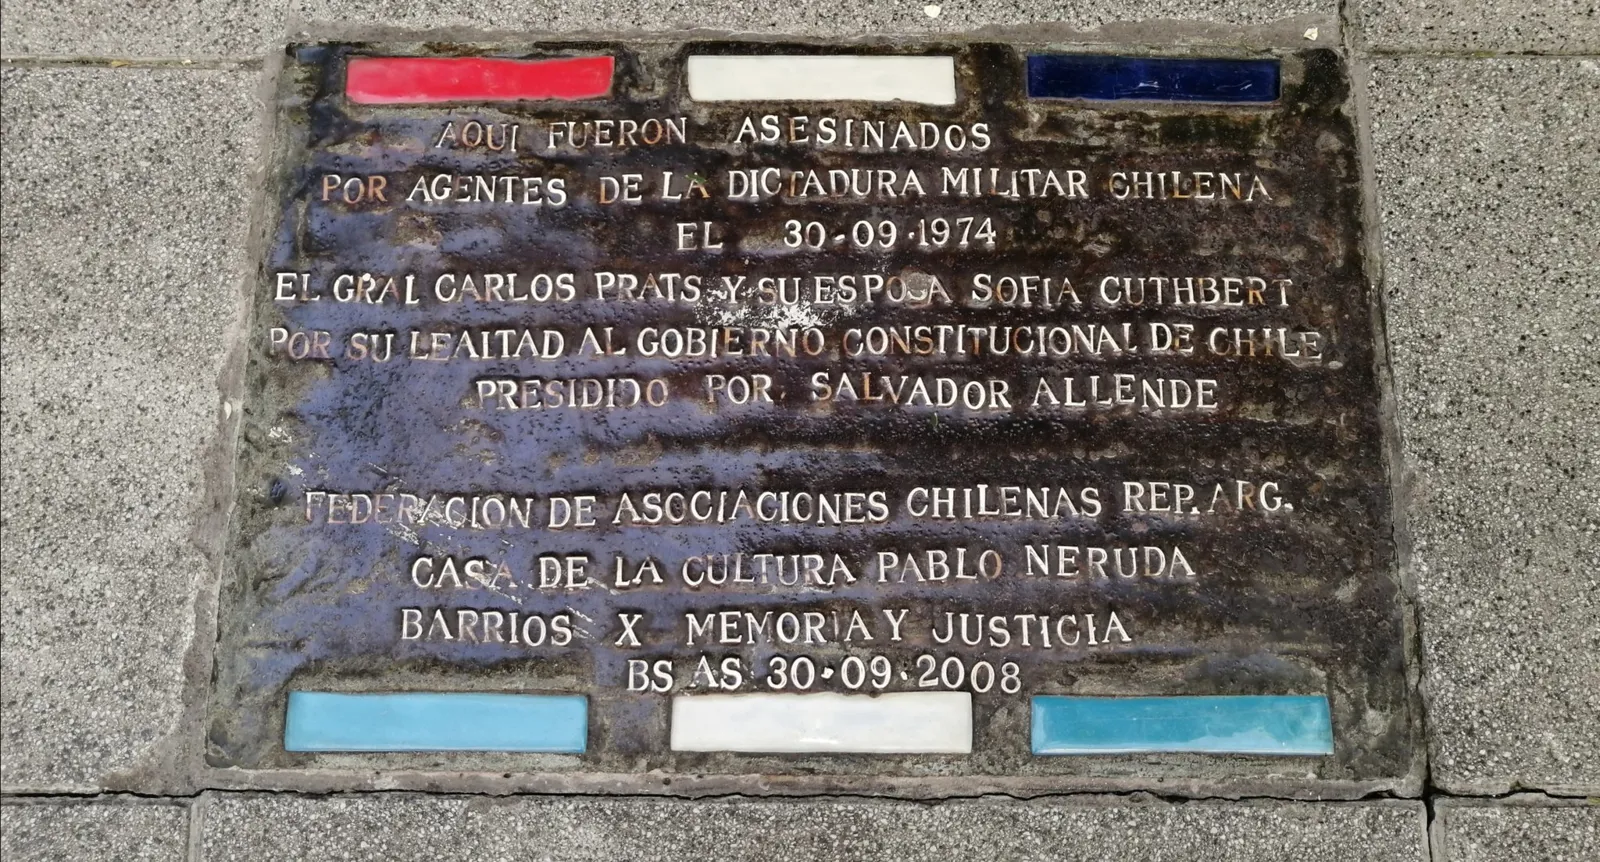 AQUI FUERON ASESINADOS
POR AGENTES DE LA DICTADURA MILITAR CHILENA
EL 30-09-1974
EL GRAL CARLOS PRATS Y SU ESPOSA SOFIA CUTHBERT
POR SU LEALTAD AL GOBIERNO CONSTITUCIONAL DE CHILE
PRESIDIDO POR SALVADOR ALLENDE
FEDERACION DE ASOCIACIONES CHILENAS REP. ARG.
CASA DE LA CULTURA PABLO NERUDA
BARRIOS X MEMORIA Y JUSTICIA
BS AS 30·09·2008